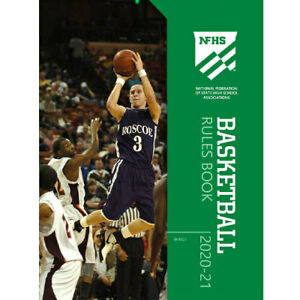 NFHS
NATIONAL FEDERATION
OF STATE HIGH SCHOOL
ASSOCIATIONS
BASKETBALL
RULES BOOK
2020-21
ROSCOE
3